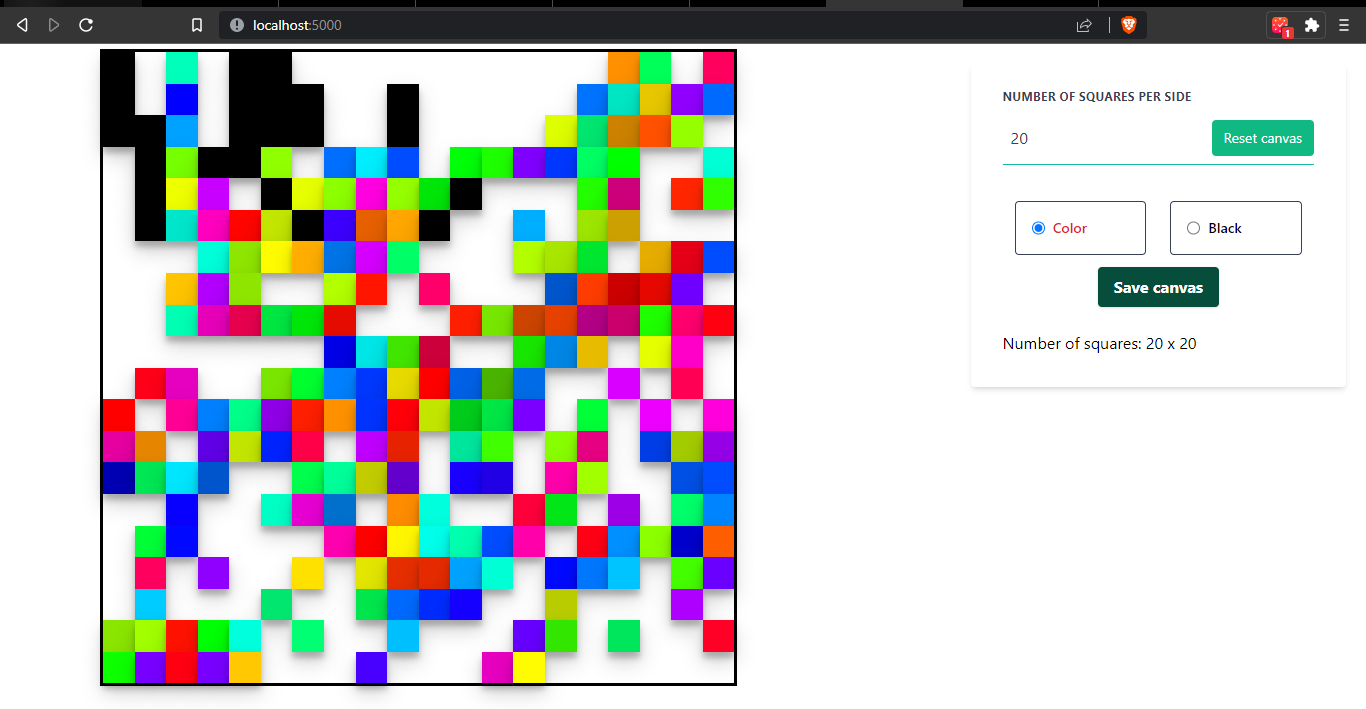 localhost:5000
1
NUMBER OF SQUARES PER SIDE
20
Reset canvas
Color
Black
Save canvas
Number of squares: 20 x 20